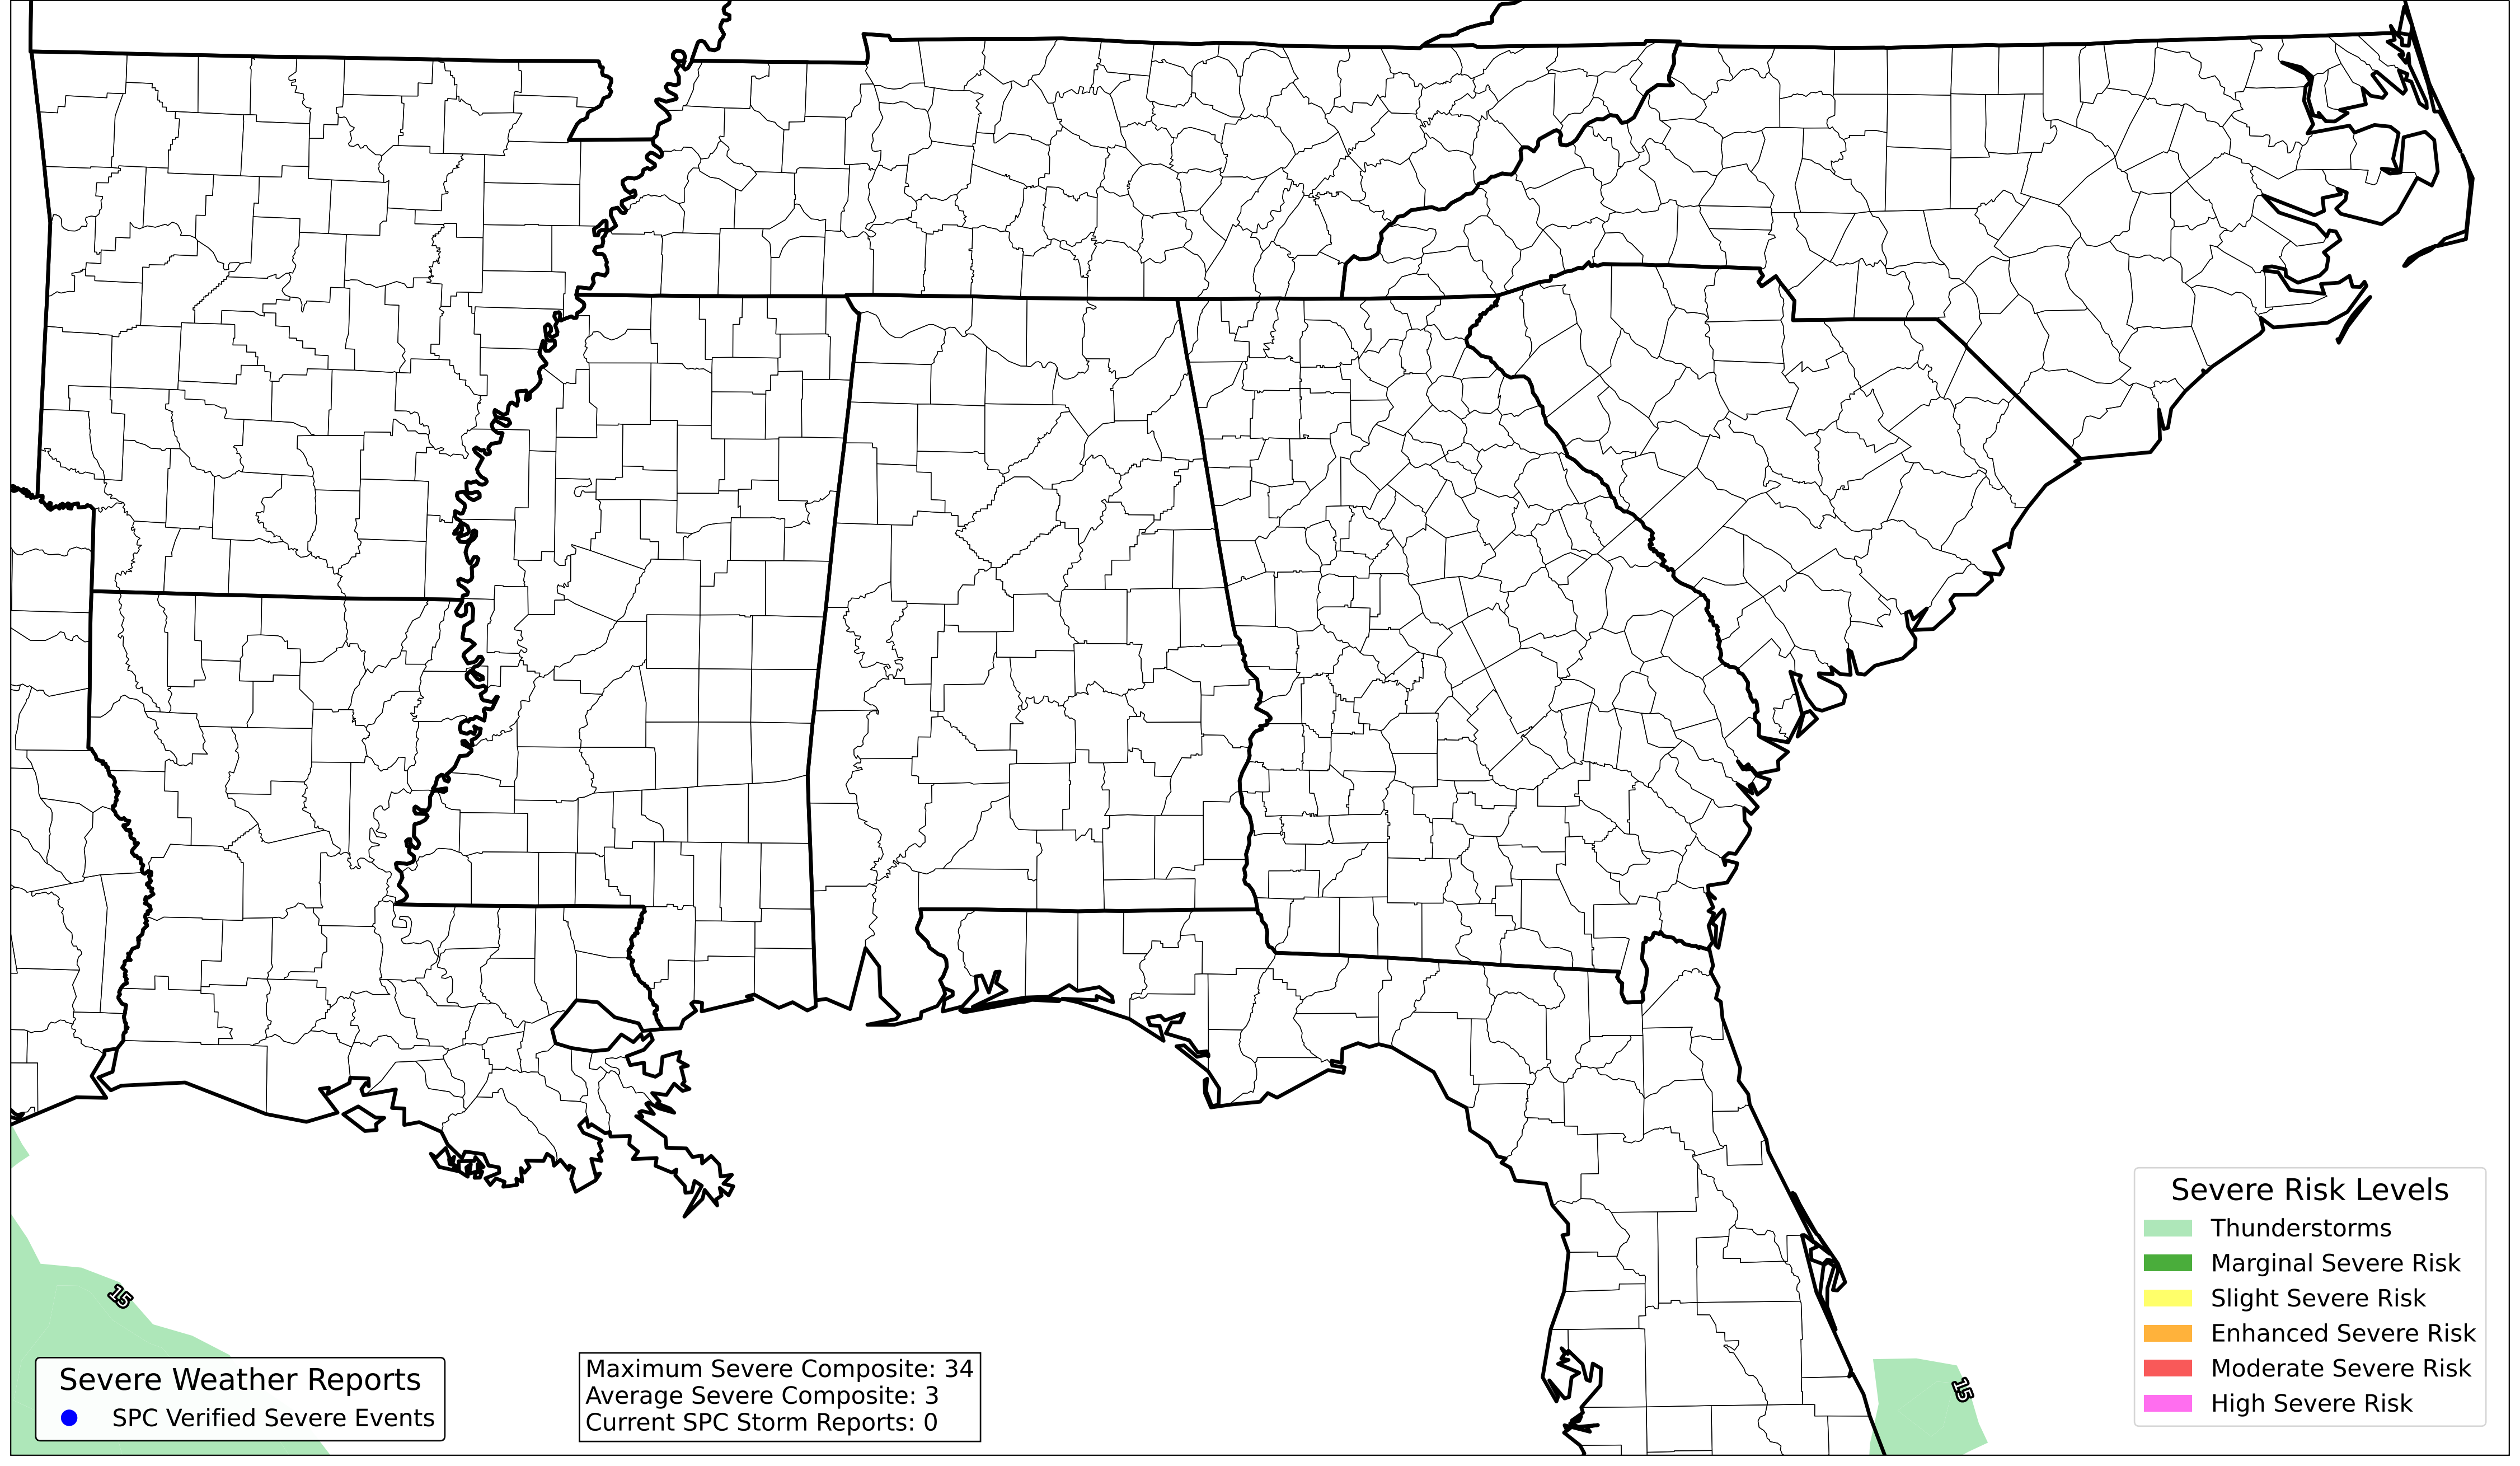 15
Severe Weather Reports
SPC Verified Severe Events
Maximum Severe Composite: 34
Average Severe Composite: 3
Current SPC Storm Reports: 0
15
Severe Risk Levels
Thunderstorms
Marginal Severe Risk
Slight Severe Risk
Enhanced Severe Risk
Moderate Severe Risk
High Severe Risk